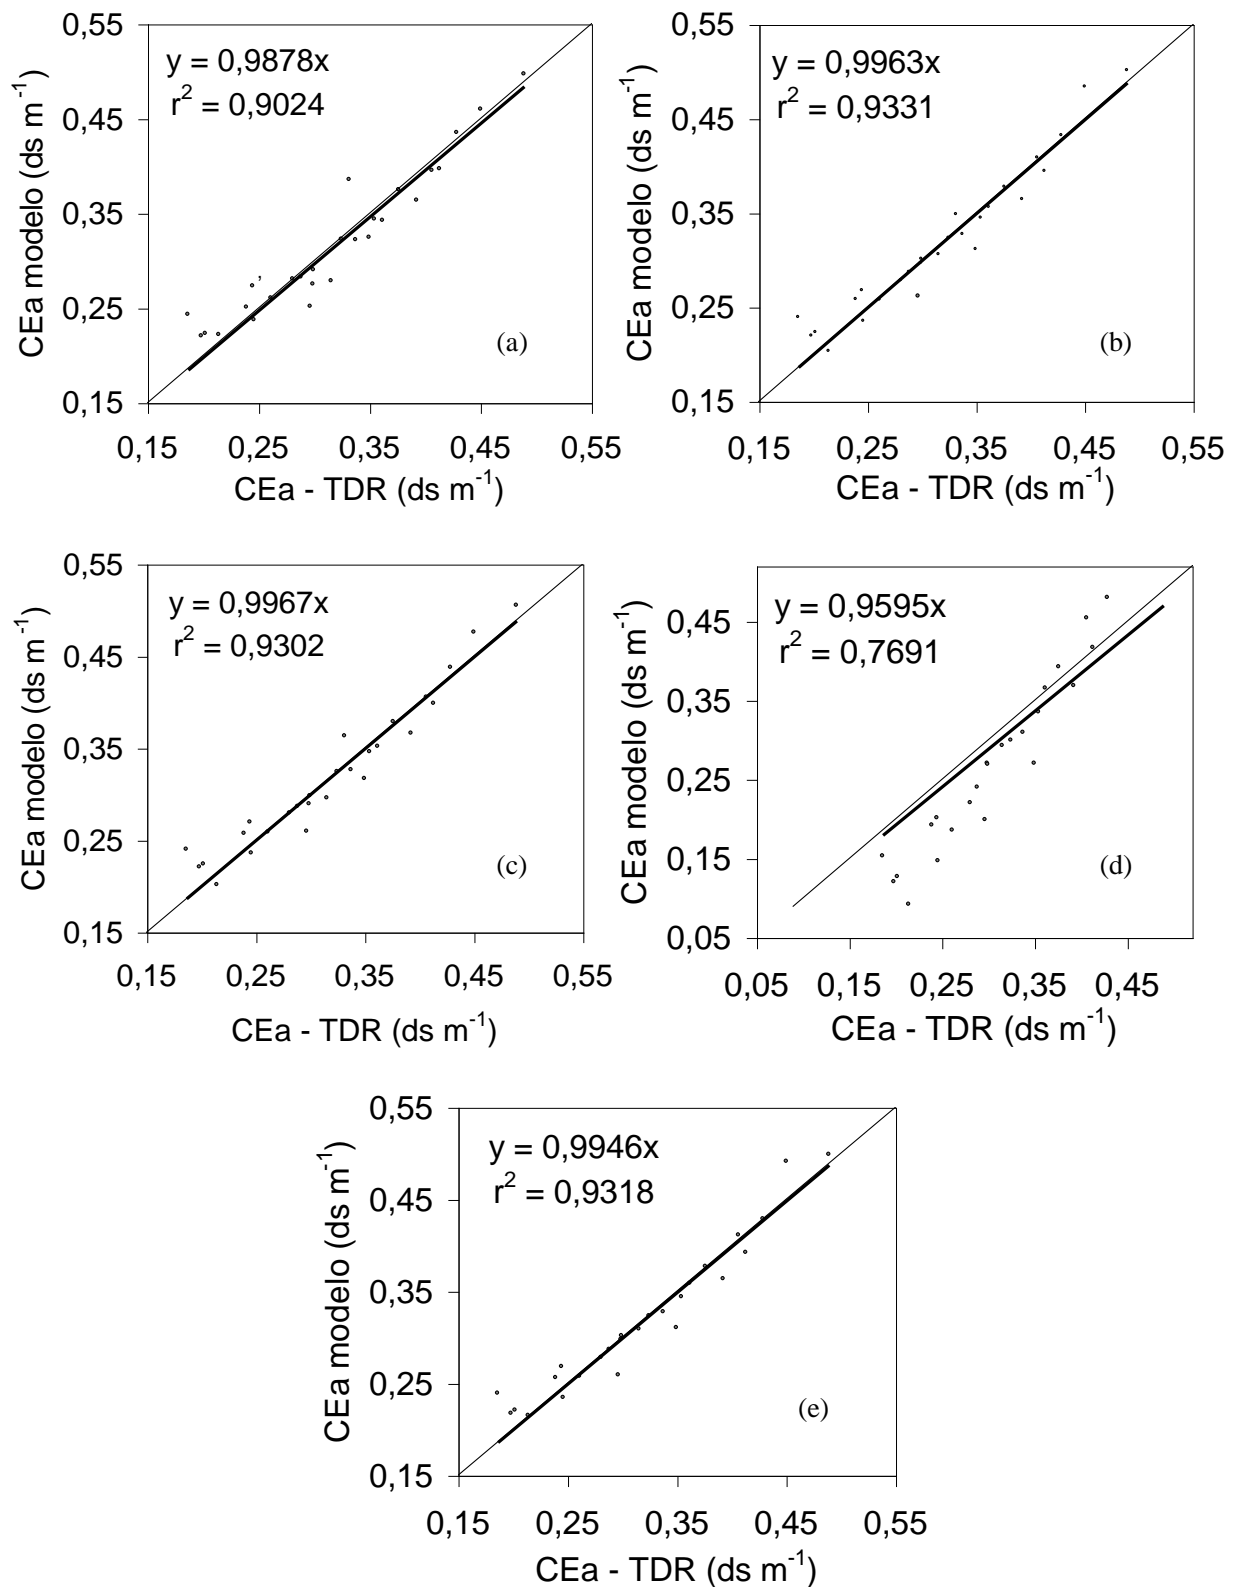 0,55
0,45
0,35
0,25
0,15
CEa modelo (ds m⁻¹)
y = 0,9878x
r² = 0,9024
(a)
0,15 0,25 0,35 0,45 0,55
CEa - TDR (ds m⁻¹)
0,55
0,45
0,35
0,25
0,15
CEa modelo (ds m⁻¹)
y = 0,9963x
r² = 0,9331
(b)
0,15 0,25 0,35 0,45 0,55
CEa - TDR (ds m⁻¹)
0,55
0,45
0,35
0,25
0,15
CEa modelo (ds m⁻¹)
y = 0,9967x
r² = 0,9302
(c)
0,15 0,25 0,35 0,45 0,55
CEa - TDR (ds m⁻¹)
0,45
0,35
0,25
0,15
0,05
CEa modelo (ds m⁻¹)
y = 0,9595x
r² = 0,7691
(d)
0,05 0,15 0,25 0,35 0,45
CEa - TDR (ds m⁻¹)
0,55
0,45
0,35
0,25
0,15
CEa modelo (ds m⁻¹)
y = 0,9946x
r² = 0,9318
(e)
0,15 0,25 0,35 0,45 0,55
CEa - TDR (ds m⁻¹)